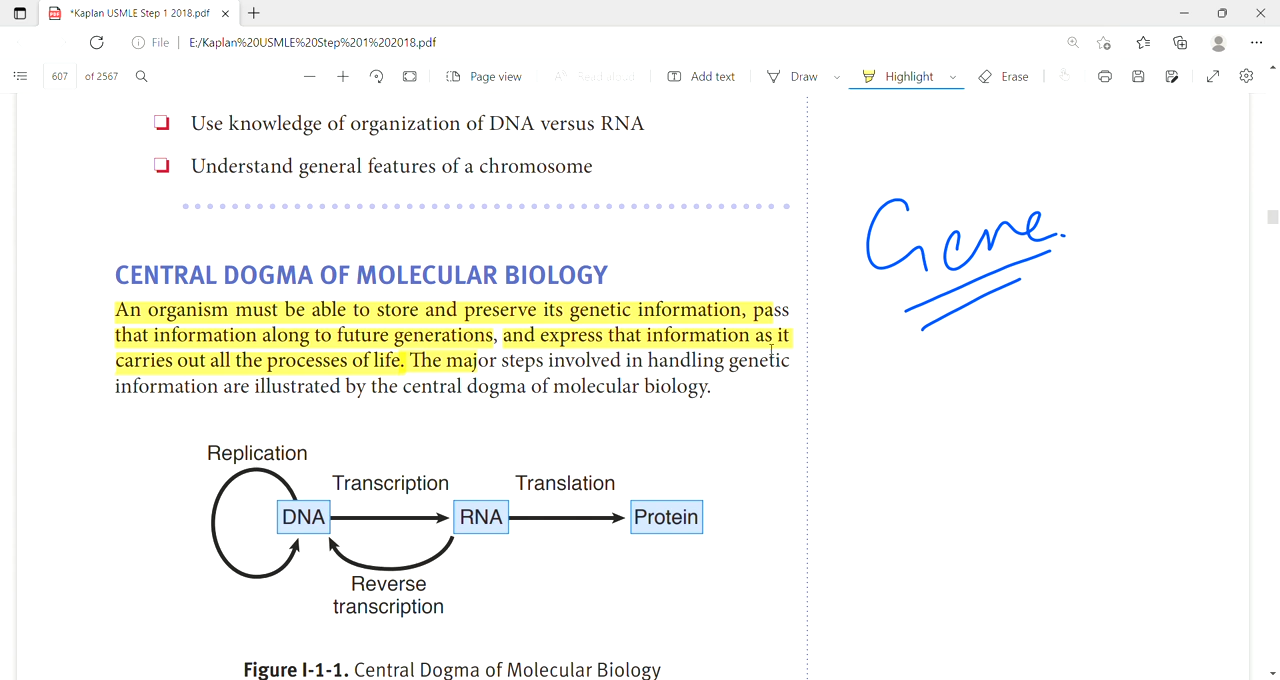 *Kaplan USMLE Step 1 2018.pdf
File
E:/Kaplan%20USMLE%20Step%201%202018.pdf
607 of 2567
Page view
Read aloud
Add text
Draw
Highlight
Erase
Use knowledge of organization of DNA versus RNA
Understand general features of a chromosome
CENTRAL DOGMA OF MOLECULAR BIOLOGY
An organism must be able to store and preserve its genetic information, pass
that information along to future generations, and express that information as it
carries out all the processes of life. The major steps involved in handling genetic
information are illustrated by the central dogma of molecular biology.
Gene.
Replication
Transcription
Translation
DNA
RNA
Protein
Reverse
transcription
Figure I-1-1. Central Dogma of Molecular Biology